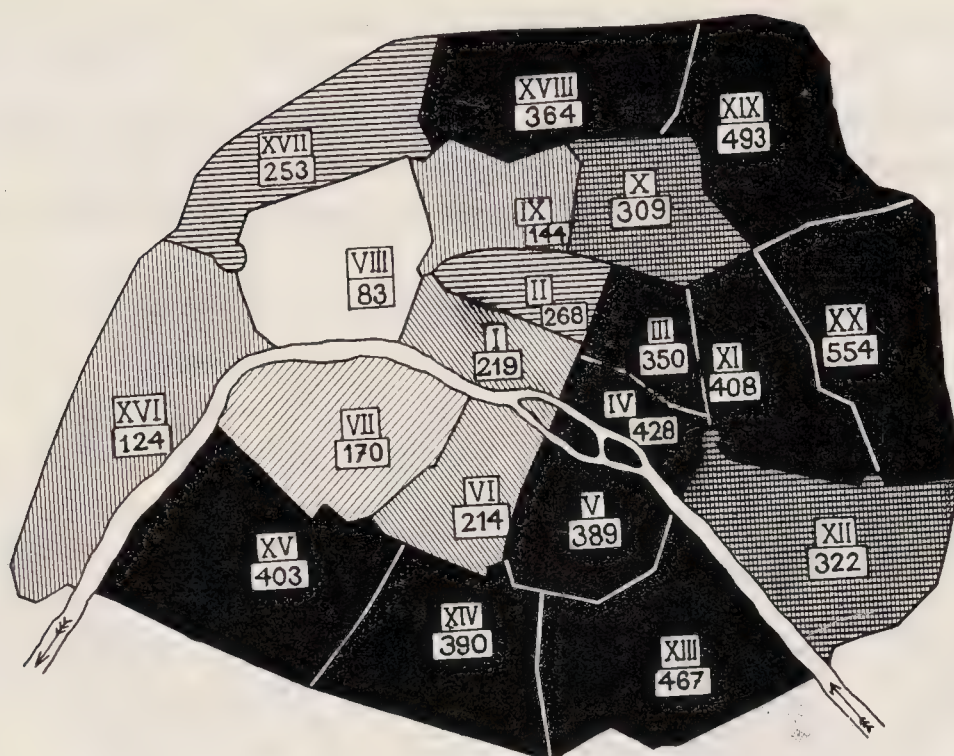 XVIII
364
XIX
493
XVII
253
X
309
IX
144
VIII
83
II
268
III
350
XI
408
XX
554
I
219
XVI
124
IV
428
VII
170
VI
214
V
389
XII
322
XV
403
XIV
390
XIII
467